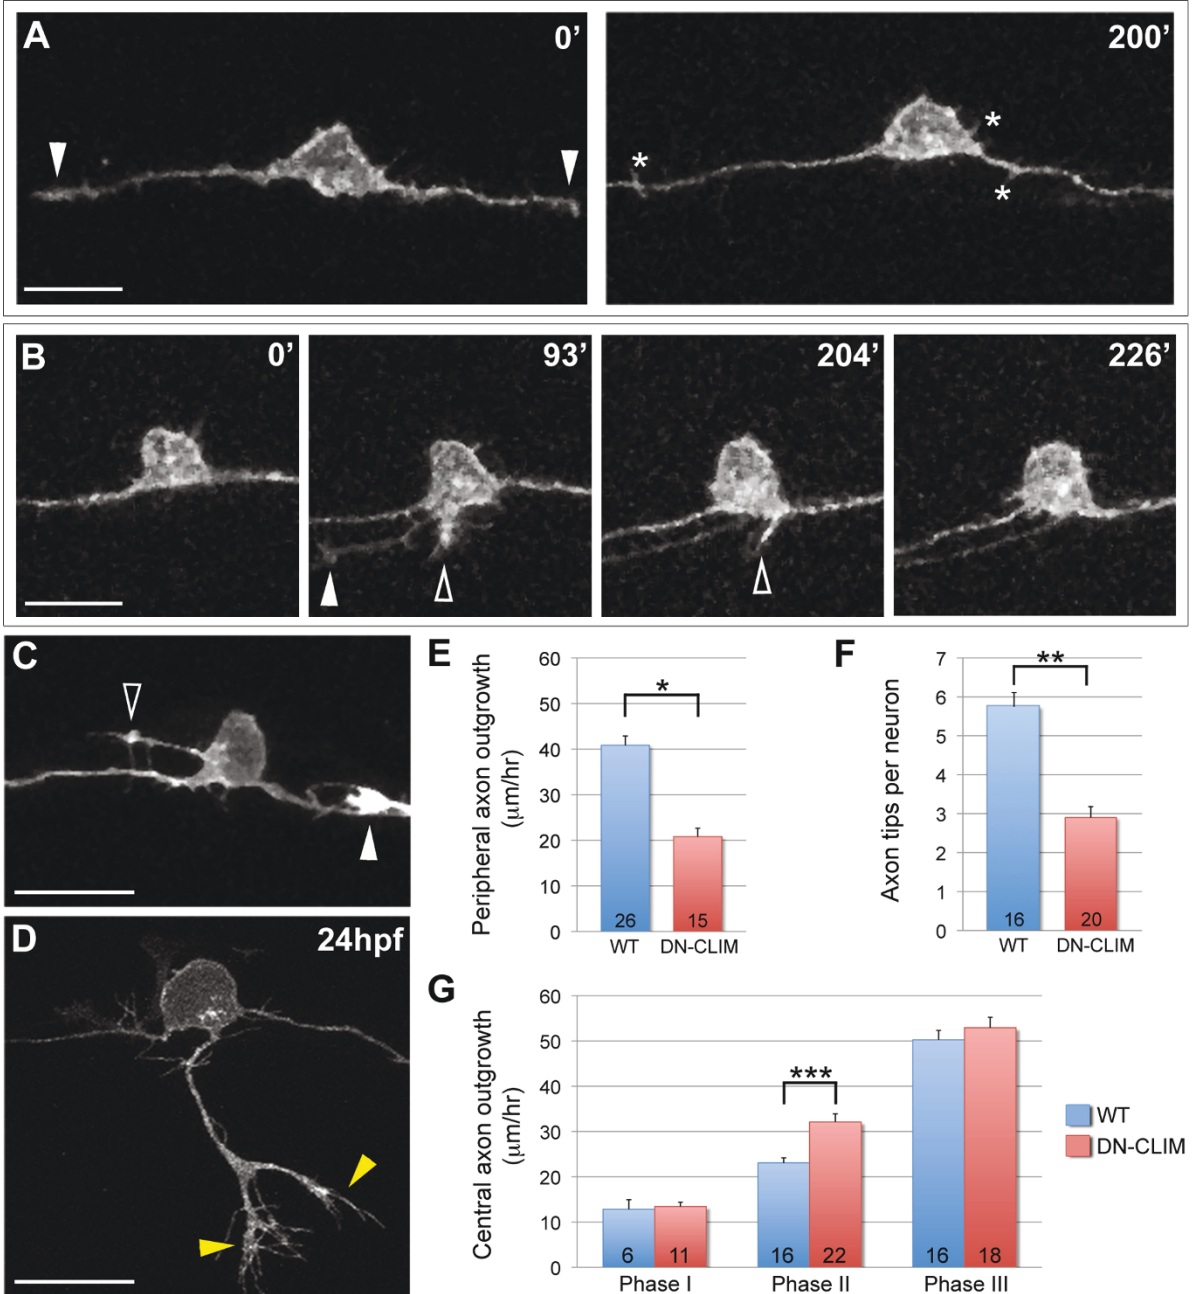 A
0’
200’
*
*
*
B
0’
93’
204’
226’
C
D
24hpf
E
Peripheral axon outgrowth
(μm/hr)
60
50
40
30
20
10
0
*
26
15
WT
DN-CLIM
F
Axon tips per neuron
7
6
5
4
3
2
1
0
**
16
20
WT
DN-CLIM
G
Central axon outgrowth
(μm/hr)
60
50
40
30
20
10
0
***
6
11
16
22
16
18
Phase I
Phase II
Phase III
WT
DN-CLIM